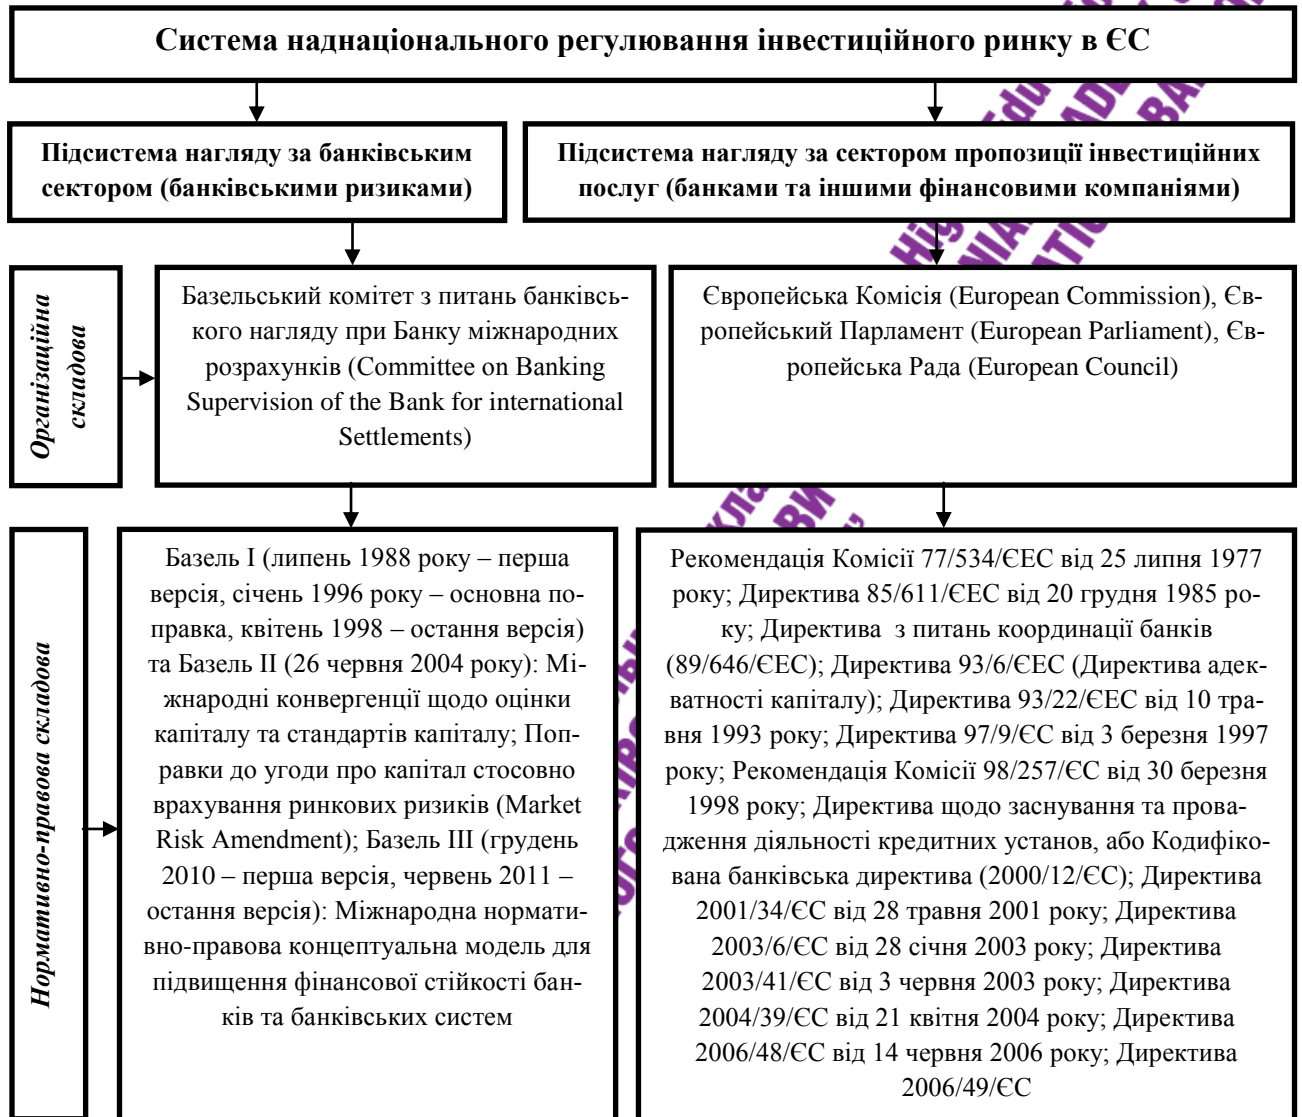 Система наднаціонального регулювання інвестиційного ринку в ЄС
Підсистема нагляду за банківським
сектором (банківськими ризиками)
Підсистема нагляду за сектором пропозиції інвестиційних
послуг (банками та іншими фінансовими компаніями)
Організаційна
складова
Базельський комітет з питань банківсь-
кого нагляду при Банку міжнародних
розрахунків (Committee on Banking
Supervision of the Bank for international
Settlements)
Європейська Комісія (European Commission), Єв-
ропейський Парламент (European Parliament), Єв-
ропейська Рада (European Council)
Нормативно-правова складова
Базель І (липень 1988 року – перша
версія, січень 1996 року – основна по-
правка, квітень 1998 – остання версія)
та Базель ІІ (26 червня 2004 року): Мі-
жнародні конвергенції щодо оцінки
капіталу та стандартів капіталу; Поп-
равки до угоди про капітал стосовно
врахування ринкових ризиків (Market
Risk Amendment); Базель ІІІ (грудень
2010 – перша версія, червень 2011 –
остання версія): Міжнародна нормати-
вно-правова концептуальна модель для
підвищення фінансової стійкості бан-
ків та банківських систем
Рекомендація Комісії 77/534/ЄЕС від 25 липня 1977
року; Директива 85/611/ЄЕС від 20 грудня 1985 ро-
ку; Директива з питань координації банків
(89/646/ЄЕС); Директива 93/6/ЄЕС (Директива адек-
ватності капіталу); Директива 93/22/ЄЕС від 10 тра-
вня 1993 року; Директива 97/9/ЄС від 3 березня 1997
року; Рекомендація Комісії 98/257/ЄС від 30 березня
1998 року; Директива щодо заснування та прова-
дження діяльності кредитних установ, або Кодифіко-
вана банківська директива (2000/12/ЄС); Директива
2001/34/ЄС від 28 травня 2001 року; Директива
2003/6/ЄС від 28 січня 2003 року; Директива
2003/41/ЄС від 3 червня 2003 року; Директива
2004/39/ЄС від 21 квітня 2004 року; Директива
2006/48/ЄС від 14 червня 2006 року; Директива
2006/49/ЄС